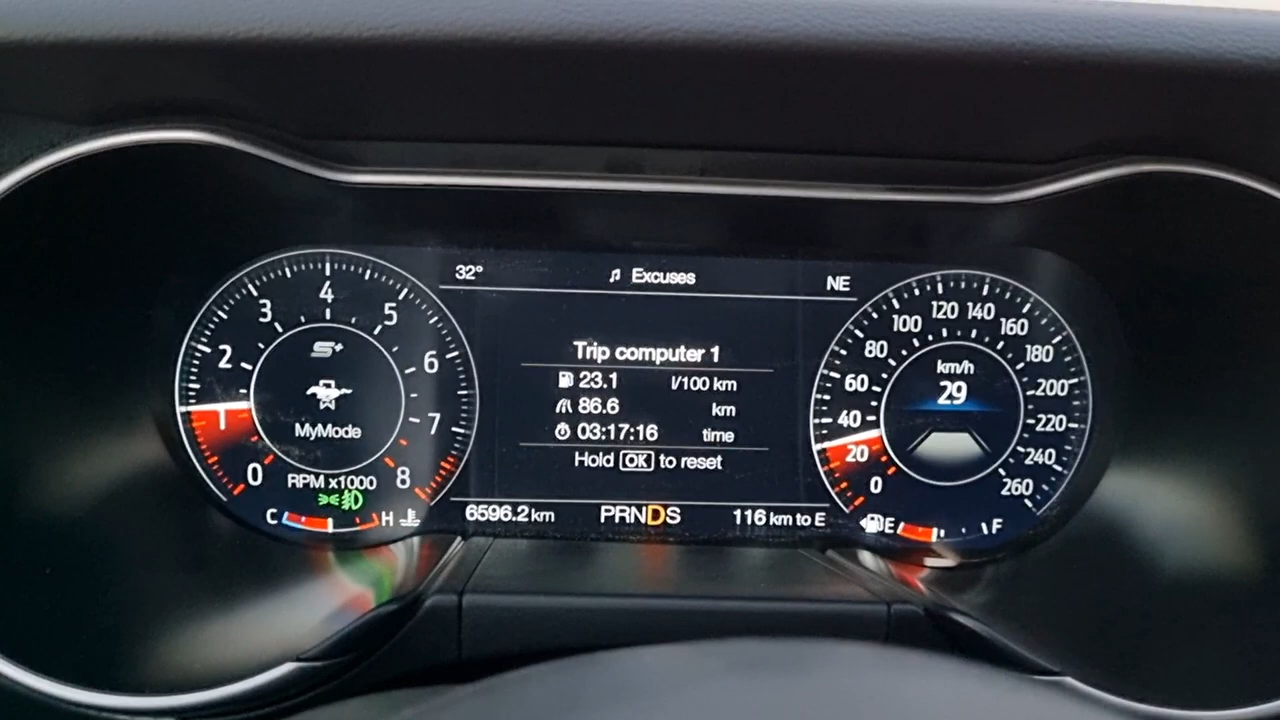 32° Excuses NE
0 1 2 3 4 5 6 7 8
S+
MyMode
RPM x1000
C H
Trip computer 1
23.1 l/100 km
86.6 km
03:17:16 time
Hold OK to reset
6596.2 km PRNDS 116 km to E
0 20 40 60 80 100 120 140 160 180 200 220 240 260
km/h
29
E F